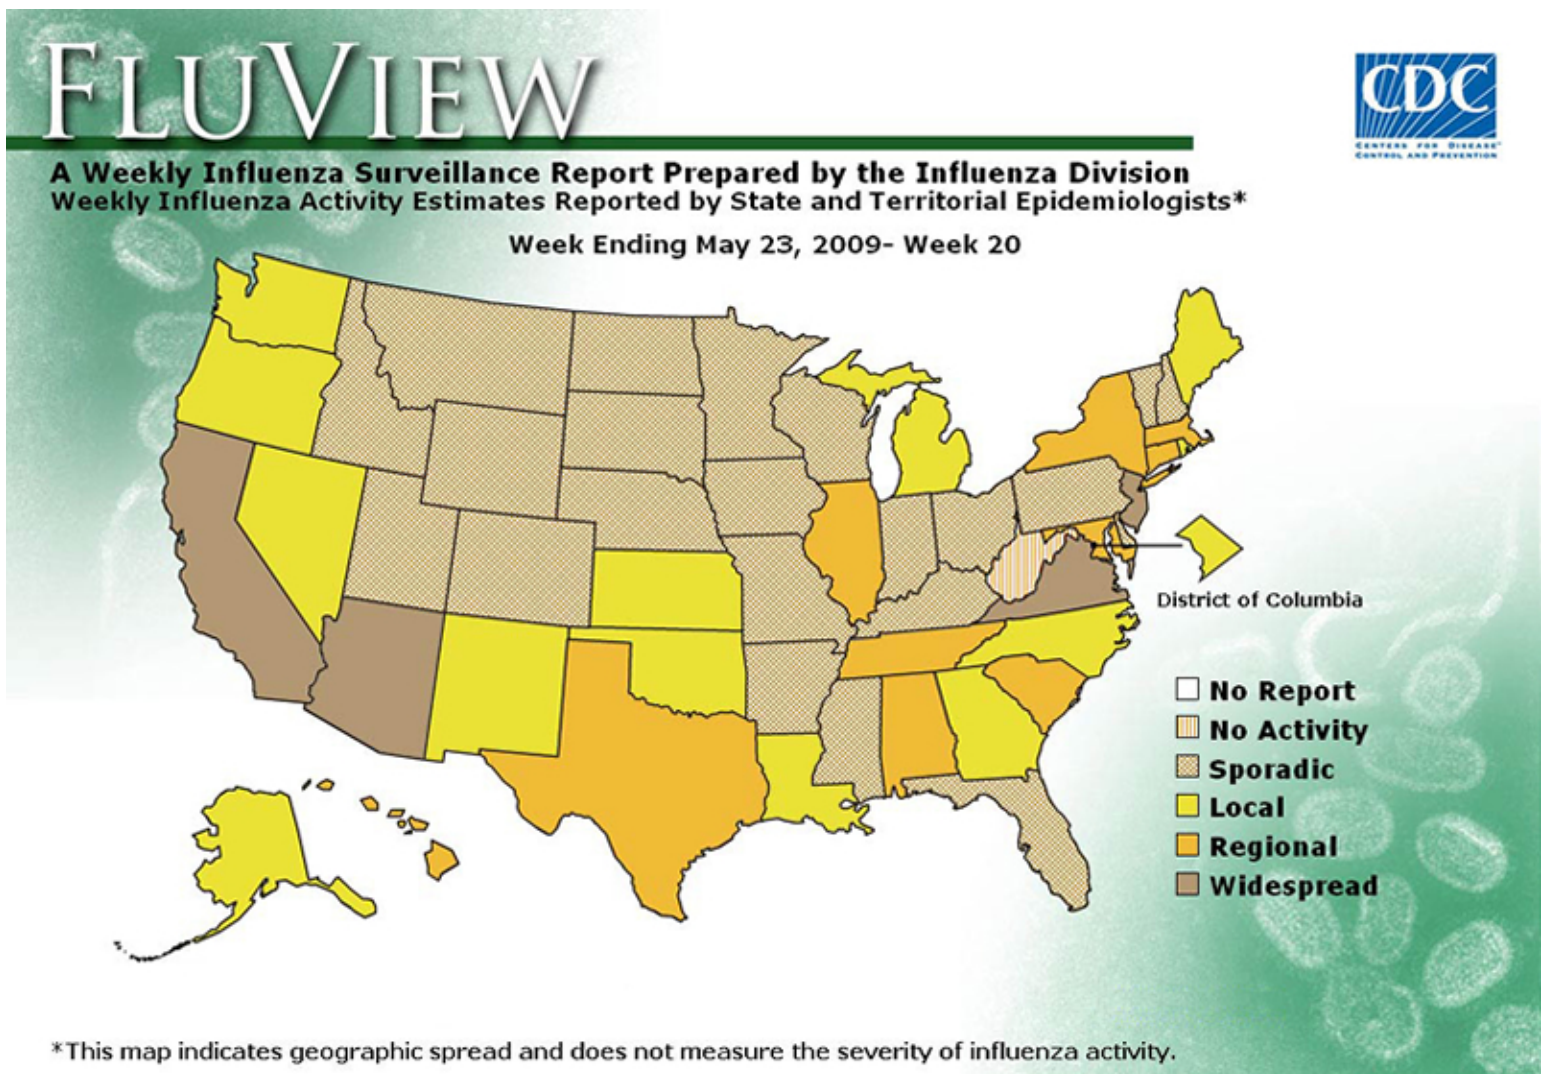 FLUVIEW
CDC
CENTERS FOR DISEASE
CONTROL AND PREVENTION
A Weekly Influenza Surveillance Report Prepared by the Influenza Division
Weekly Influenza Activity Estimates Reported by State and Territorial Epidemiologists*
Week Ending May 23, 2009- Week 20
District of Columbia
No Report
No Activity
Sporadic
Local
Regional
Widespread
*This map indicates geographic spread and does not measure the severity of influenza activity.